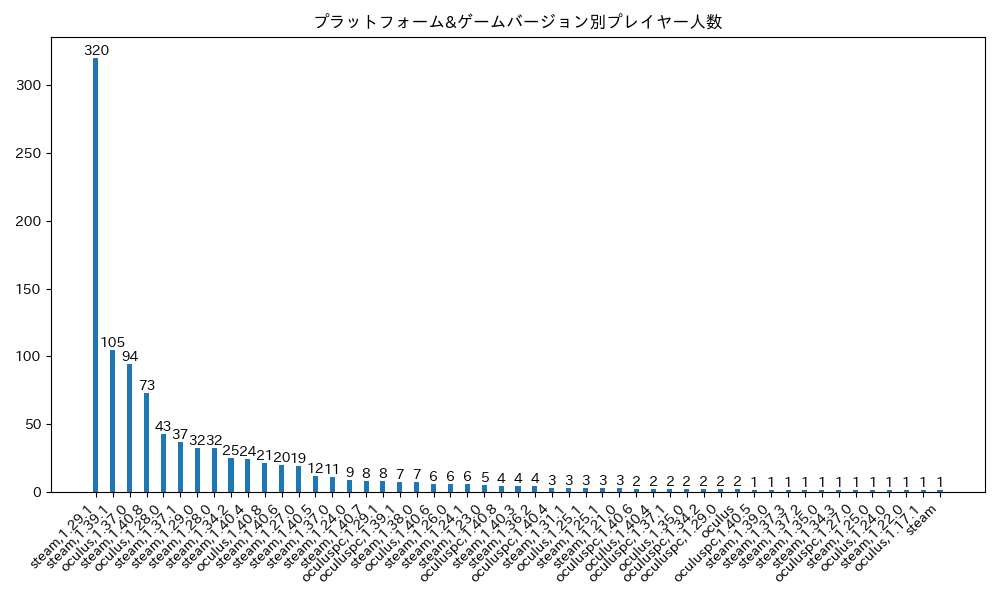 プラットフォーム&ゲームバージョン別プレイヤー人数
300
250
200
150
100
50
0
320
105
94
73
43
37
32
32
25
24
21
20
19
12
11
9
8
8
7
7
6
6
6
5
4
4
4
3
3
3
3
3
2
2
2
2
2
2
2
1
1
1
1
1
1
1
1
1
1
1
1
steam,1.29.1
steam,1.39.1
oculus,1.37.0
steam,1.40.8
oculus,1.28.0
steam,1.37.1
steam,1.29.0
steam,1.28.0
steam,1.34.2
steam,1.40.4
oculus,1.40.8
steam,1.40.6
steam,1.27.0
steam,1.40.5
steam,1.37.0
steam,1.24.0
steam,1.40.7
oculuspc,1.29.1
oculuspc,1.39.1
steam,1.38.0
oculus,1.40.6
steam,1.26.0
steam,1.24.1
steam,1.23.0
oculuspc,1.40.8
steam,1.40.3
steam,1.36.2
oculuspc,1.40.4
steam,1.31.1
oculus,1.25.1
steam,1.25.1
steam,1.21.0
oculuspc,1.40.6
oculus,1.40.4
oculuspc,1.37.1
oculus,1.35.0
oculuspc,1.34.2
oculuspc,1.29.0
oculus
oculuspc,1.40.5
steam,1.39.0
steam,1.37.3
steam,1.37.2
steam,1.35.0
steam,1.34.3
oculuspc,1.27.0
steam,1.25.0
oculus,1.24.0
steam,1.22.0
oculus,1.17.1
steam